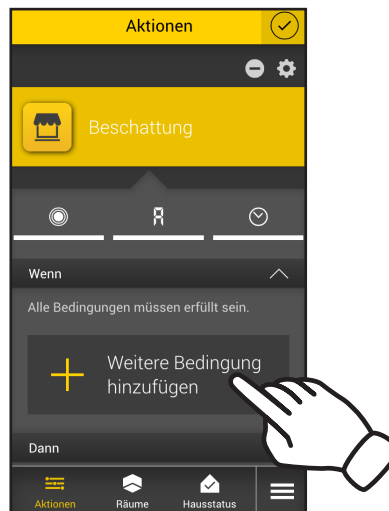 Aktionen
Beschattung
Wenn
Alle Bedingungen müssen erfüllt sein.
Weitere Bedingung
hinzufügen
Dann
Aktionen Räume Hausstatus